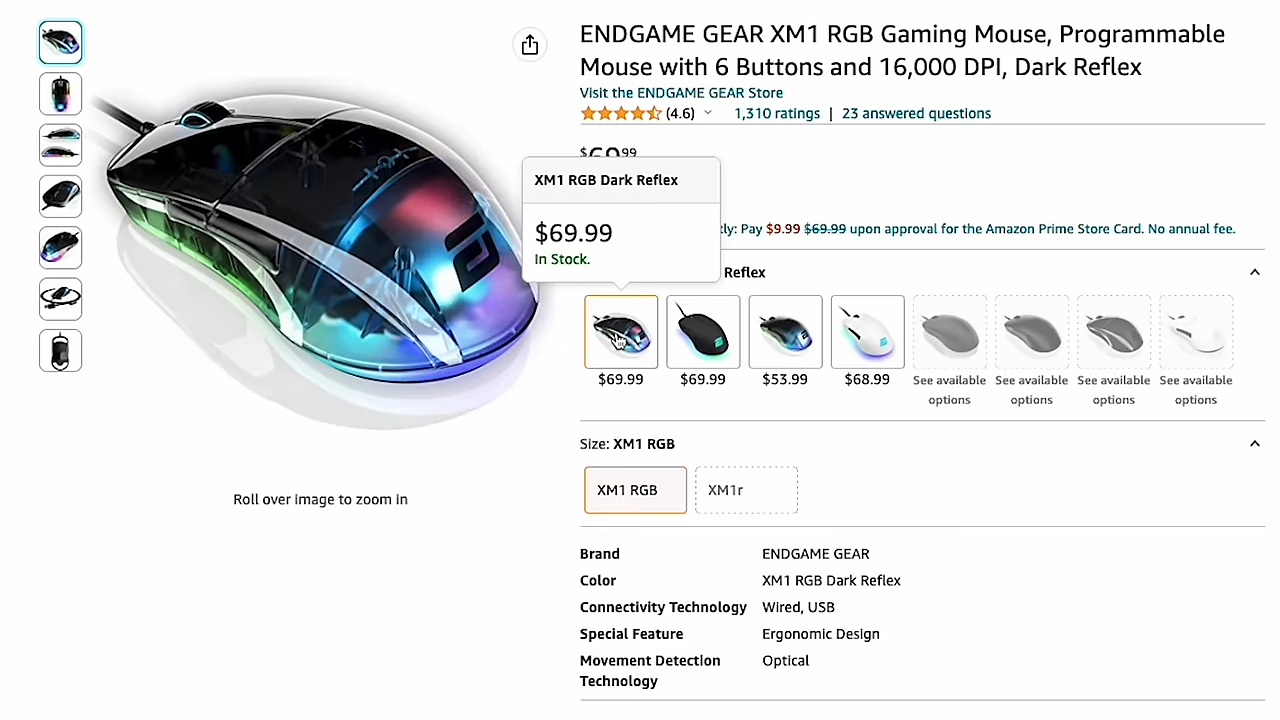 ENDGAME GEAR XM1 RGB Gaming Mouse, Programmable
Mouse with 6 Buttons and 16,000 DPI, Dark Reflex
Visit the ENDGAME GEAR Store
(4.6) 1,310 ratings | 23 answered questions
$69.99
XM1 RGB Dark Reflex
$69.99
In Stock.
Pay $9.99 $69.99 upon approval for the Amazon Prime Store Card. No annual fee.
Reflex
$69.99 $69.99 $53.99 $68.99 See available options See available options See available options See available options
Size: XM1 RGB
XM1 RGB XM1r
Roll over image to zoom in
Brand ENDGAME GEAR
Color XM1 RGB Dark Reflex
Connectivity Technology Wired, USB
Special Feature Ergonomic Design
Movement Detection Optical
Technology